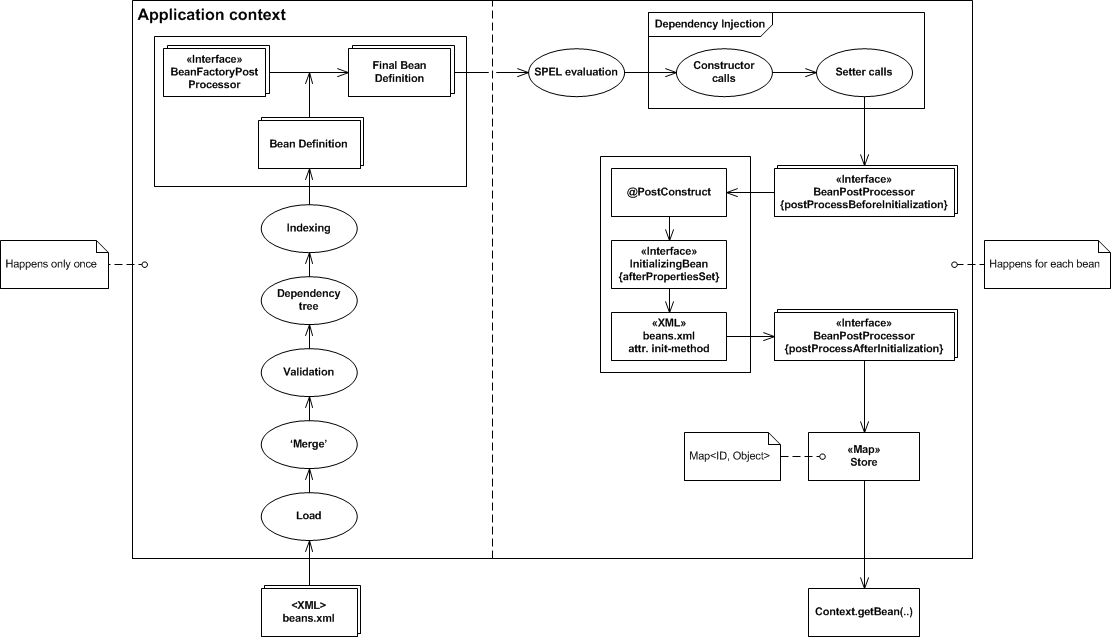 Application context
«Interface»
BeanFactoryPost
Processor
Final Bean
Definition
Bean Definition
Indexing
Dependency
tree
Validation
‘Merge’
Load
<XML>
beans.xml
Happens only once
SPEL evaluation
Dependency Injection
Constructor
calls
Setter calls
«Interface»
BeanPostProcessor
{postProcessBeforeInitialization}
@PostConstruct
«Interface»
InitializingBean
{afterPropertiesSet}
«XML»
beans.xml
attr. init-method
«Interface»
BeanPostProcessor
{postProcessAfterInitialization}
Happens for each bean
Map<ID, Object>
«Map»
Store
Context.getBean(..)